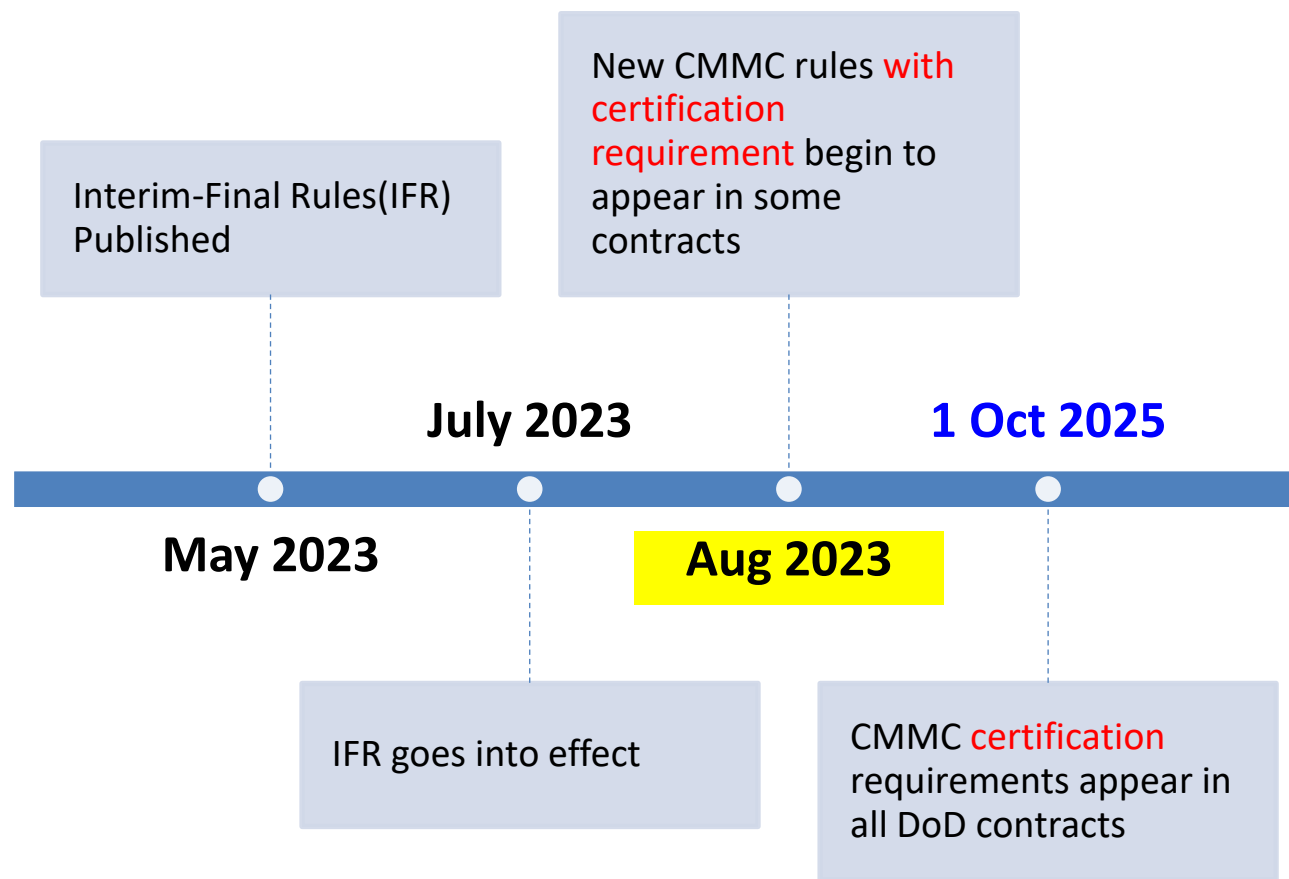 New CMMC rules with
certification
requirement begin to
appear in some
contracts
Interim-Final Rules(IFR)
Published
July 2023
1 Oct 2025
May 2023
Aug 2023
IFR goes into effect
CMMC certification
requirements appear in
all DoD contracts